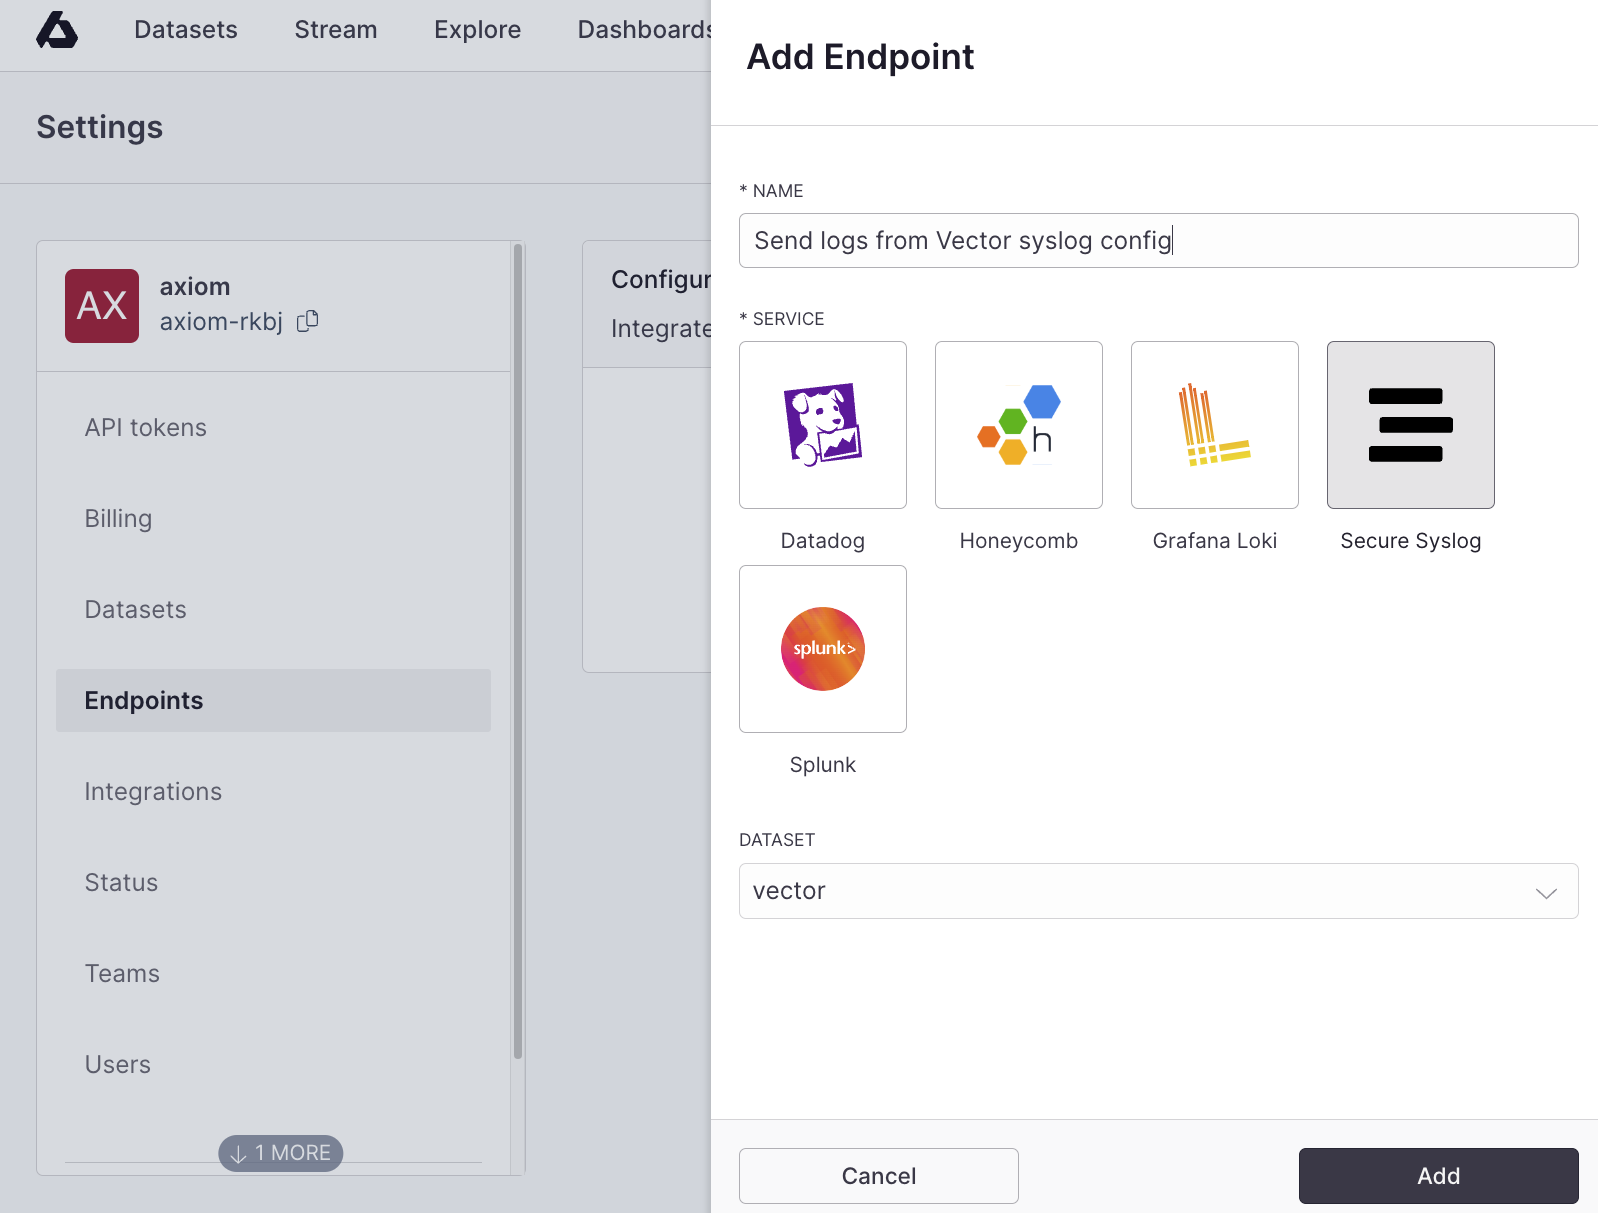 Datasets Stream Explore Dashboards
Settings
AX
axiom
axiom-rkbj
API tokens
Billing
Datasets
Endpoints
Integrations
Status
Teams
Users
1 MORE
Integrate
Add Endpoint
* NAME
Send logs from Vector syslog config
* SERVICE
h
Datadog Honeycomb Grafana Loki Secure Syslog
splunk>
Splunk
DATASET
vector
Cancel Add